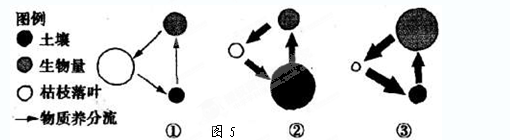 图例
土壤
生物量
枯枝落叶
物质养分流
① 图5 ② ③